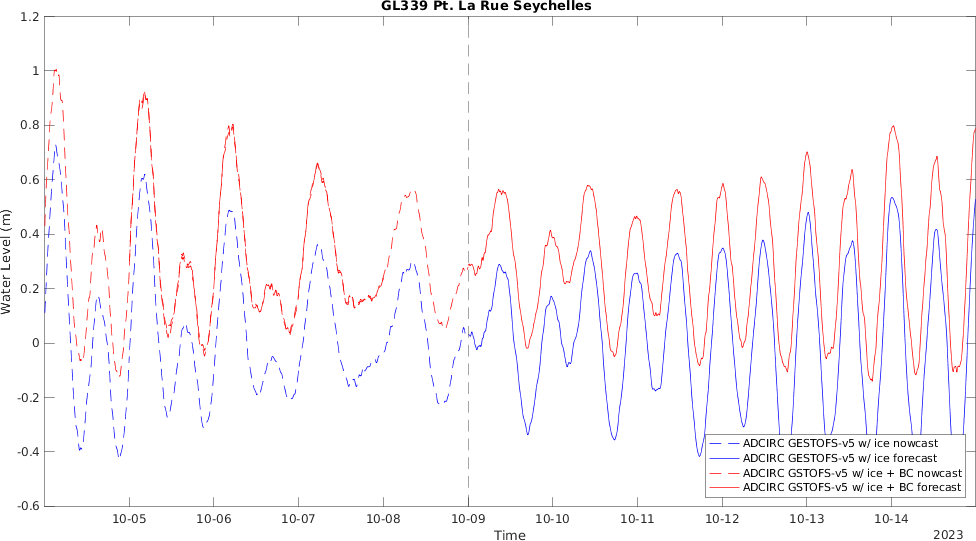 GL339 Pt. La Rue Seychelles
1.2
1
0.8
0.6
0.4
0.2
0
-0.2
-0.4
-0.6
Water Level (m)
ADCIRC GESTOFS-v5 w/ ice nowcast
ADCIRC GESTOFS-v5 w/ ice forecast
ADCIRC GSTOFS-v5 w/ ice + BC nowcast
ADCIRC GSTOFS-v5 w/ ice + BC forecast
10-05 10-06 10-07 10-08 10-09 10-10 10-11 10-12 10-13 10-14
Time
2023